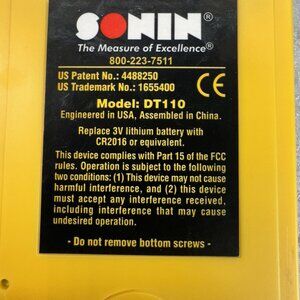 SONIN®
The Measure of Excellence®
800-223-7511
US Patent No.: 4488250
US Trademark No.: 1655400
CE
Model: DT110
Engineered in USA, Assembled in China.
Replace 3V lithium battery with
CR2016 or equivalent.
This device complies with Part 15 of the FCC
rules. Operation is subject to the following
two conditions: (1) This device may not cause
harmful interference, and (2) this device
must accept any interference received,
including interference that may cause
undesired operation.
- Do not remove bottom screws -